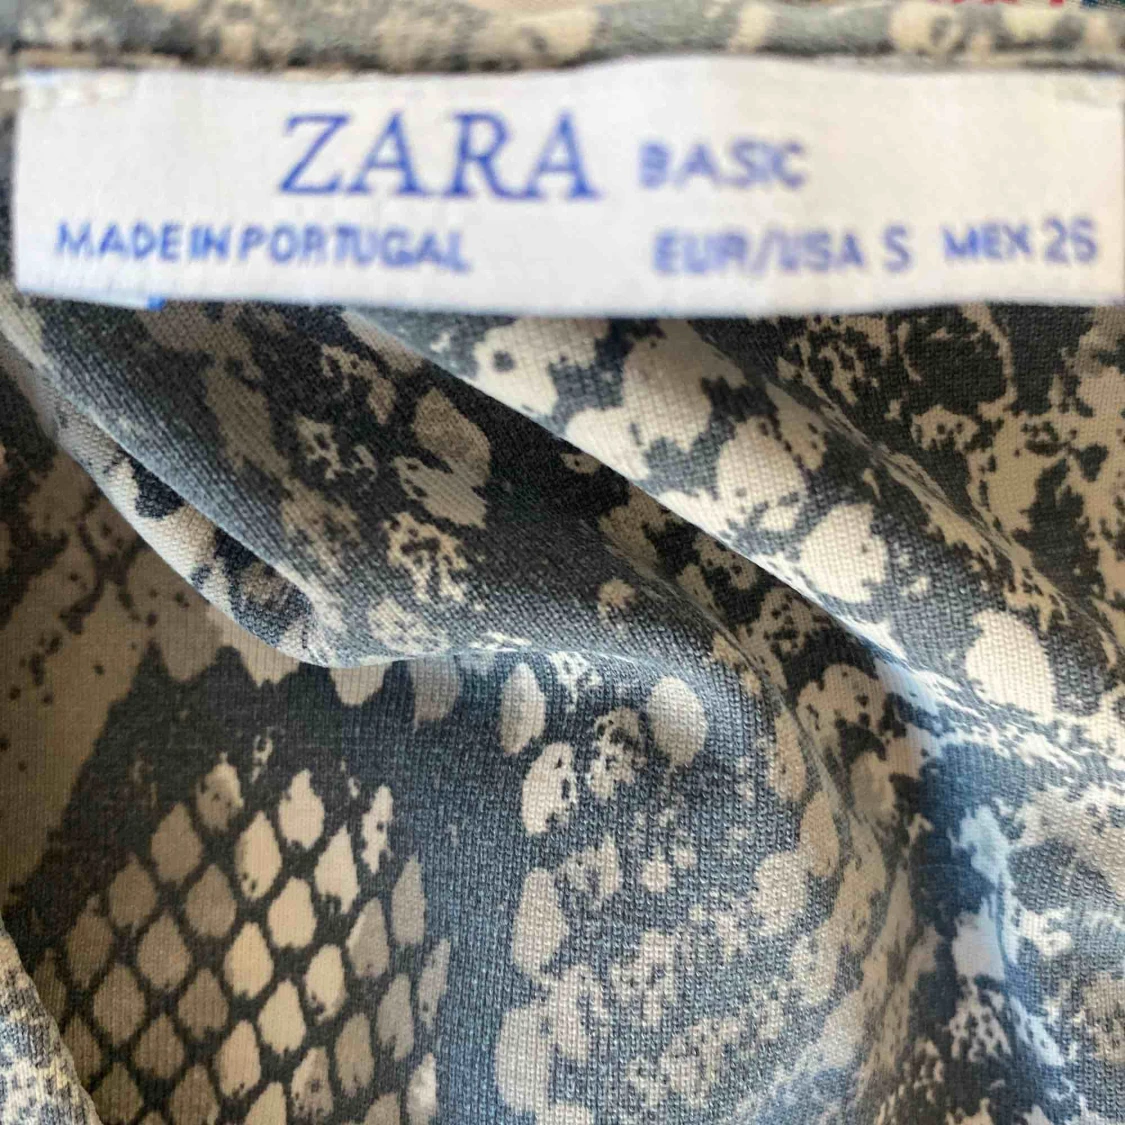 ZARA BASIC
MADE IN PORTUGAL EUR/USA S MEX 26